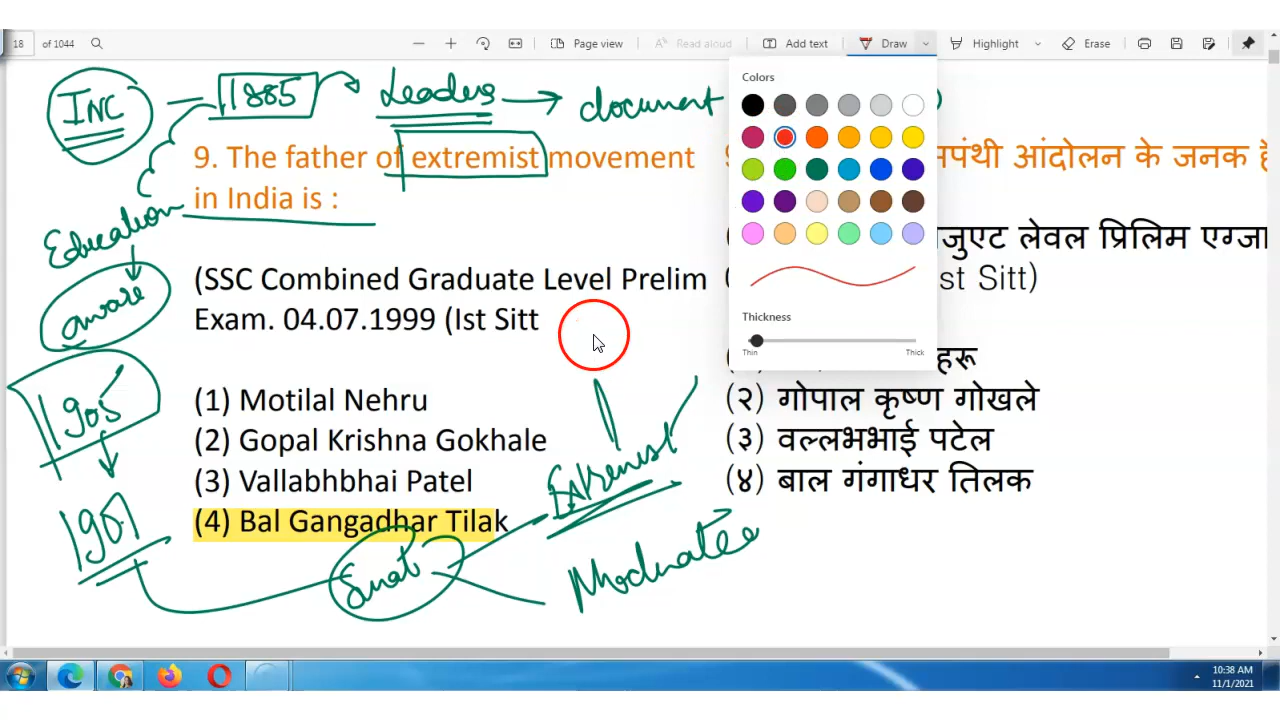 18 of 1044
Page view
Read aloud
Add text
Draw
Highlight
Erase
Colors
Thickness
Thin Thick
INC 1885 Leaders document
9. The father of extremist movement
in India is :
नपंथी आंदोलन के जनक है
Education
aware
(SSC Combined Graduate Level Prelim
Exam. 04.07.1999 (Ist Sitt
जुएट लेवल प्रिलिम एग्जा
st Sitt)
1905
(1) Motilal Nehru
(2) Gopal Krishna Gokhale
(3) Vallabhbhai Patel
(4) Bal Gangadhar Tilak
हरू
(२) गोपाल कृष्ण गोखले
(३) वल्लभभाई पटेल
(४) बाल गंगाधर तिलक
Extremist
1907
Surat
10:38 AM
11/1/2021